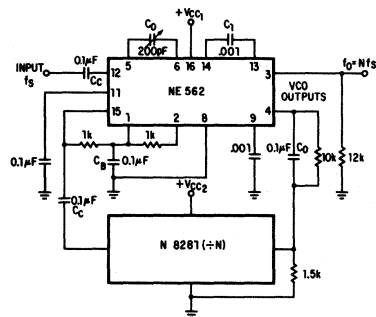 C₀
200pF
+VCC₁
C₁
.001
5 6 16 14 13
INPUT
fS
0.1µF
CC
12
11
15
NE 562
3
4
f₀= NfS
VCO
OUTPUTS
1 2 8 9
1k
1k
0.1µF
CB
0.1µF
.001
0.1µF
C₀
10k
12k
0.1µF
CC
+VCC₂
N 8281 (÷N)
1.5k